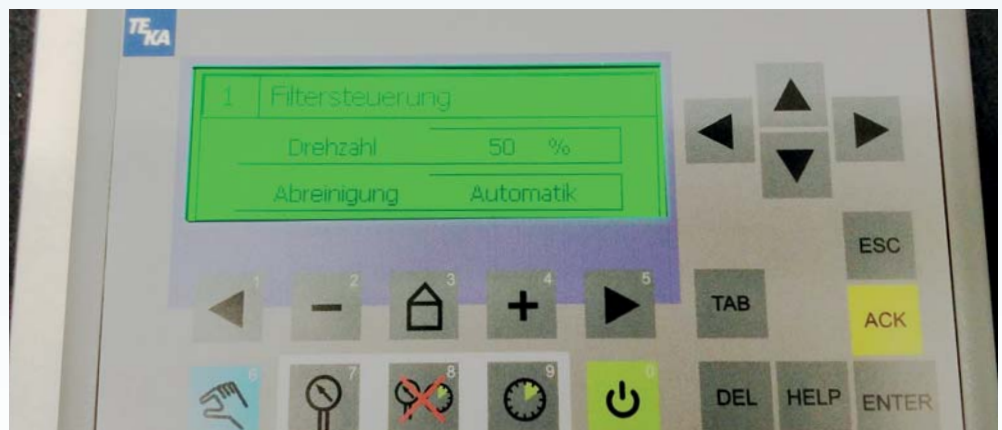 TEKA
1 Filtersteuerung
Drehzahl 50 %
Abreinigung Automatik
ESC
1 2 3 4 5
TAB
ACK
6 7 8 9 0
DEL HELP ENTER